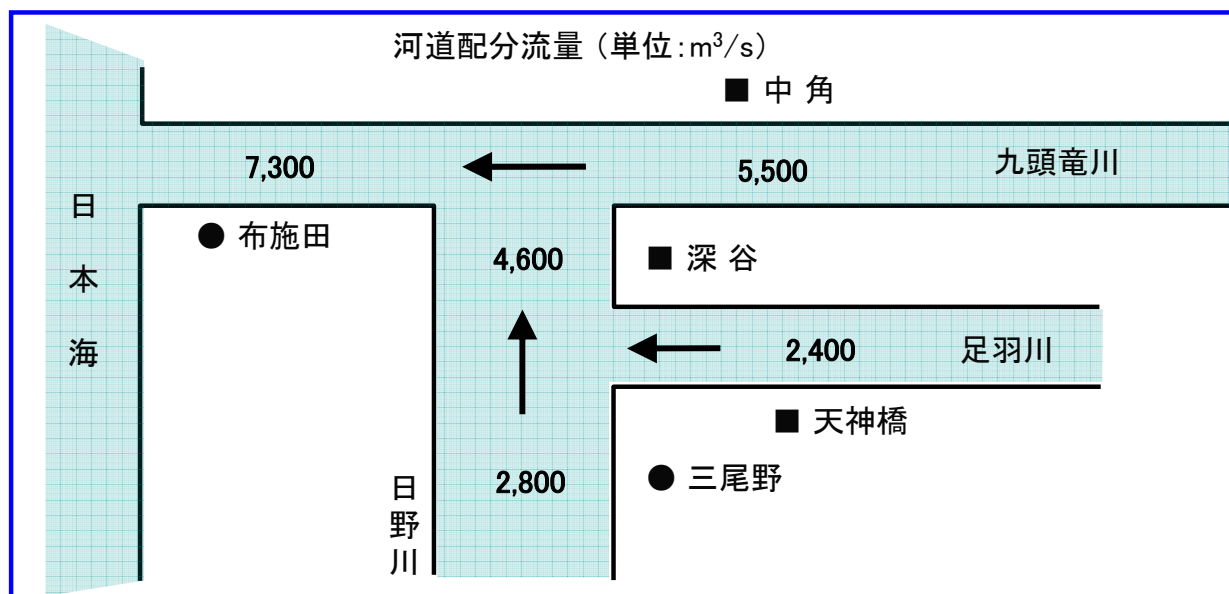 河道配分流量（単位:m³/s）
■ 中 角
7,300
5,500
九頭竜川
日本海
● 布施田
4,600
■ 深 谷
2,400
足羽川
■ 天神橋
日野川
2,800
● 三尾野